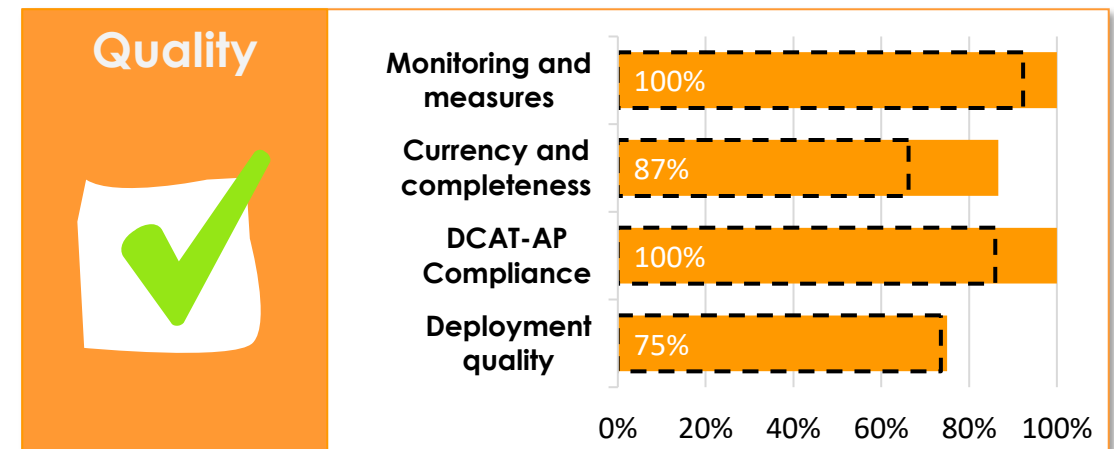 Quality
Monitoring and
measures
100%
Currency and
completeness
87%
DCAT-AP
Compliance
100%
Deployment
quality
75%
0% 20% 40% 60% 80% 100%